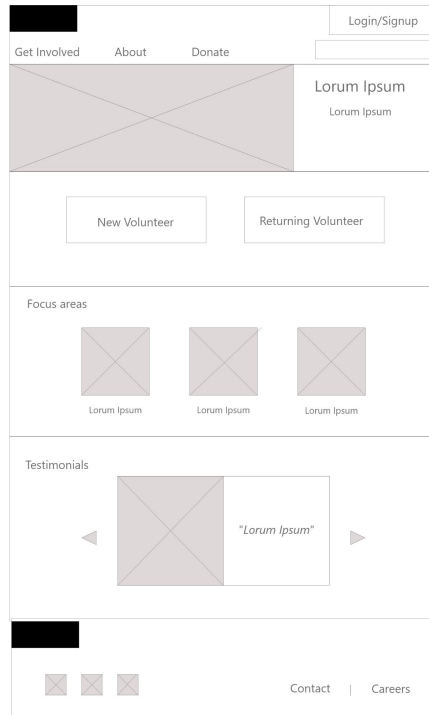 Login/Signup
Get Involved About Donate
Lorum Ipsum
Lorum Ipsum
New Volunteer Returning Volunteer
Focus areas
Lorum Ipsum Lorum Ipsum Lorum Ipsum
Testimonials
"Lorum Ipsum"
Contact | Careers